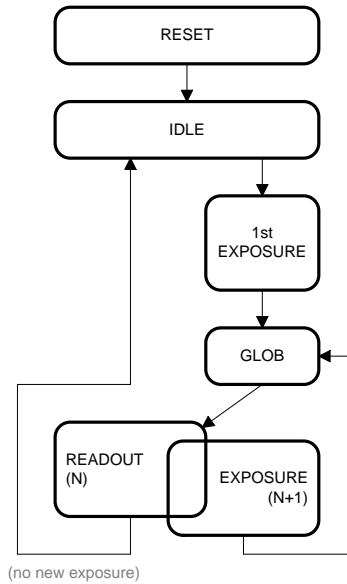 RESET
IDLE
1st
EXPOSURE
GLOB
READOUT
(N)
EXPOSURE
(N+1)
(no new exposure)